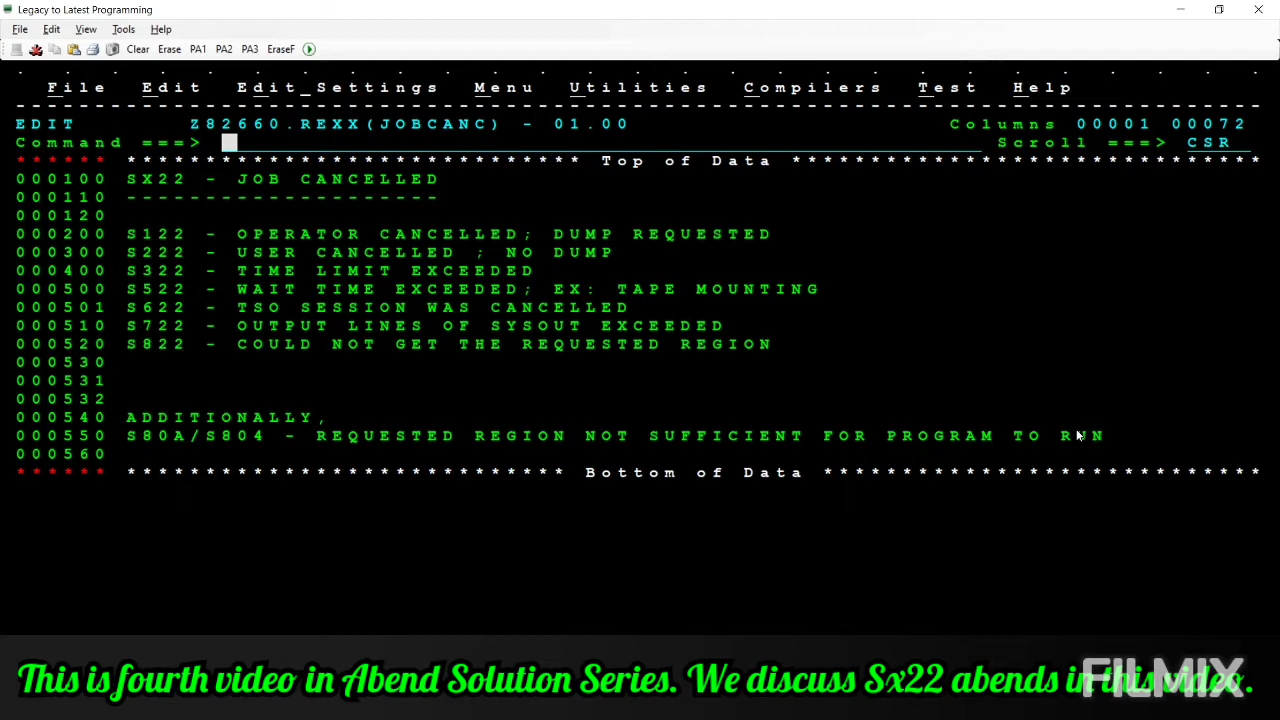 Legacy to Latest Programming
File Edit View Tools Help
Clear Erase PA1 PA2 PA3 EraseF
File Edit Edit_Settings Menu Utilities Compilers Test Help
EDIT Z82660.REXX(JOBCANC) - 01.00 Columns 00001 00072
Command ===> Scroll ===> CSR
****** ***************************** Top of Data ******************************
000100 SX22 - JOB CANCELLED
000110 --------------------
000120
000200 S122 - OPERATOR CANCELLED; DUMP REQUESTED
000300 S222 - USER CANCELLED ; NO DUMP
000400 S322 - TIME LIMIT EXCEEDED
000500 S522 - WAIT TIME EXCEEDED; EX: TAPE MOUNTING
000501 S622 - TSO SESSION WAS CANCELLED
000510 S722 - OUTPUT LINES OF SYSOUT EXCEEDED
000520 S822 - COULD NOT GET THE REQUESTED REGION
000530
000531
000532
000540 ADDITIONALLY,
000550 S80A/S804 - REQUESTED REGION NOT SUFFICIENT FOR PROGRAM TO RUN
000560
****** **************************** Bottom of Data ****************************
This is fourth video in Abend Solution Series. We discuss Sx22 abends in this video.
FILMIX